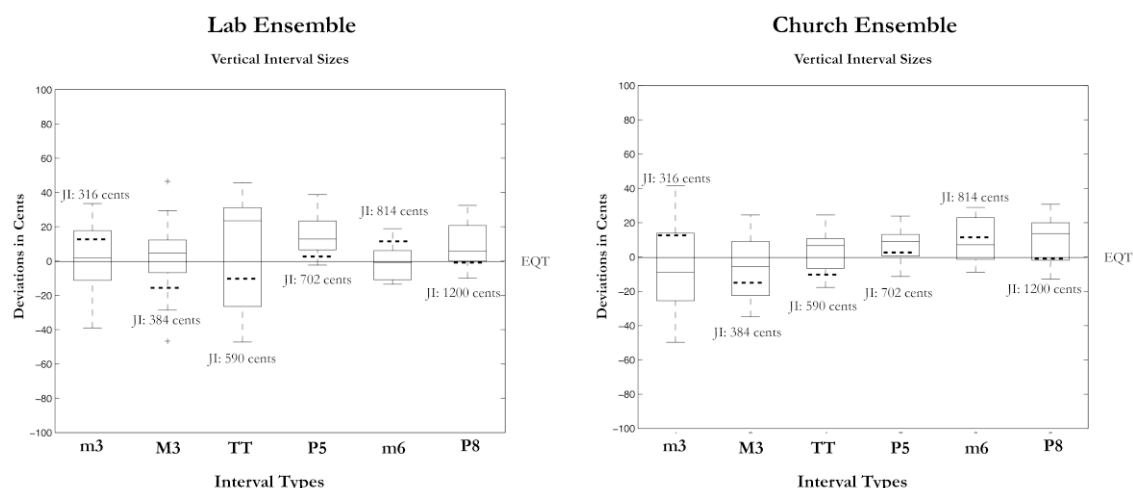 Lab Ensemble
Vertical Interval Sizes
100
80
60
40
20
0
−20
−40
−60
−80
−100
Deviations in Cents
JI: 316 cents
JI: 384 cents
JI: 590 cents
JI: 702 cents
JI: 814 cents
JI: 1200 cents
EQT
m3 M3 TT P5 m6 P8
Interval Types
Church Ensemble
Vertical Interval Sizes
100
80
60
40
20
0
−20
−40
−60
−80
−100
Deviations in Cents
JI: 316 cents
JI: 384 cents
JI: 590 cents
JI: 702 cents
JI: 814 cents
JI: 1200 cents
EQT
m3 M3 TT P5 m6 P8
Interval Types